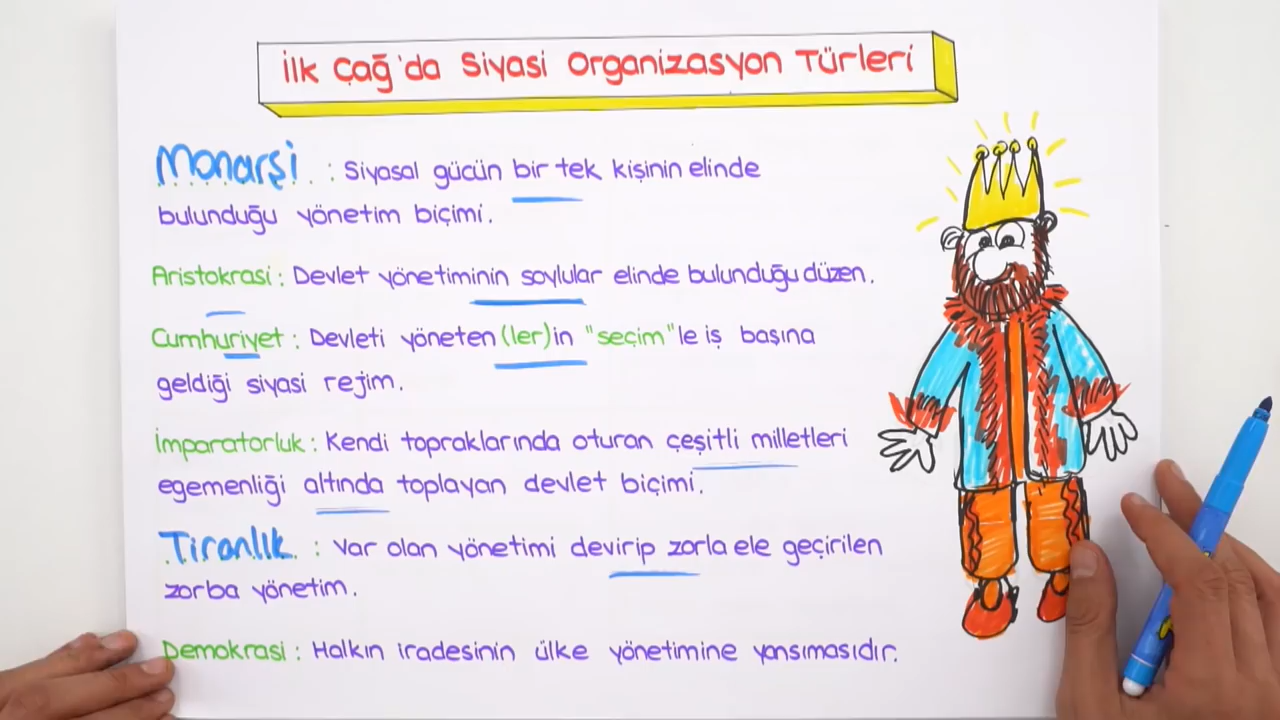 İlk Çağ'da Siyasi Organizasyon Türleri
Monarşi : Siyasal gücün bir tek kişinin elinde
bulunduğu yönetim biçimi.
Aristokrasi : Devlet yönetiminin soylular elinde bulunduğu düzen.
Cumhuriyet : Devleti yöneten (ler)in "seçim"le iş başına
geldiği siyasi rejim.
İmparatorluk : Kendi topraklarında oturan çeşitli milletleri
egemenliği altında toplayan devlet biçimi.
Tiranlık : Var olan yönetimi devirip zorla ele geçirilen
zorba yönetim.
Demokrasi : Halkın iradesinin ülke yönetimine yansımasıdır.